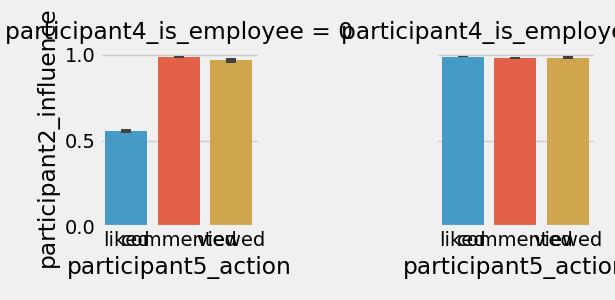 participant4_is_employee = 0
participant4_is_employe
participant2_influence
1.0
0.5
0.0
liked
commented
viewed
liked
commented
viewed
participant5_action
participant5_action